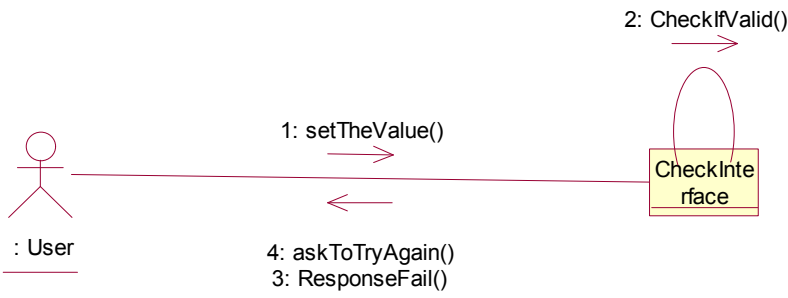 2: CheckIfValid()
1: setTheValue()
CheckInte
rface
: User
4: askToTryAgain()
3: ResponseFail()